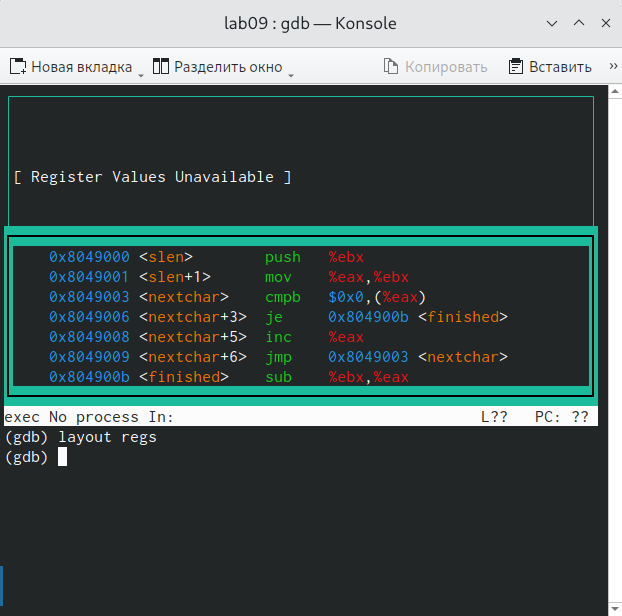 lab09 : gdb — Konsole
Новая вкладка Разделить окно Копировать Вставить »
[ Register Values Unavailable ]
0x8049000 <slen> push %ebx
0x8049001 <slen+1> mov %eax,%ebx
0x8049003 <nextchar> cmpb $0x0,(%eax)
0x8049006 <nextchar+3> je 0x804900b <finished>
0x8049008 <nextchar+5> inc %eax
0x8049009 <nextchar+6> jmp 0x8049003 <nextchar>
0x804900b <finished> sub %ebx,%eax
exec No process In: L?? PC: ??
(gdb) layout regs
(gdb)